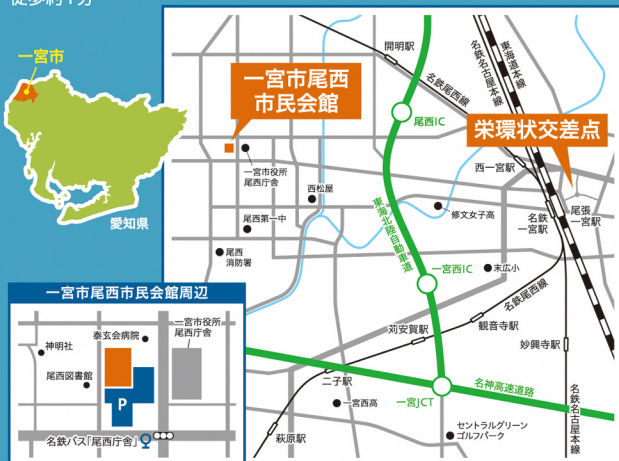 徒歩約1分
一宮市
愛知県
開明駅
名鉄尾西線
名鉄名古屋本線
東海道本線
一宮市尾西
市民会館
尾西IC
栄環状交差点
一宮市役所
尾西庁舎
西一宮駅
西松屋
尾西第一中
東海北陸自動車道
修文女子高
名鉄
一宮駅
尾張
一宮駅
尾西
消防署
一宮西IC
末広小
名鉄尾西線
苅安賀駅
観音寺駅
妙興寺駅
二子駅
名神高速道路
一宮西高
一宮JCT
名鉄名古屋本線
萩原駅
セントラルグリーン
ゴルフパーク
一宮市尾西市民会館周辺
神明社
泰玄会病院
一宮市役所
尾西庁舎
尾西図書館
P
名鉄バス「尾西庁舎」